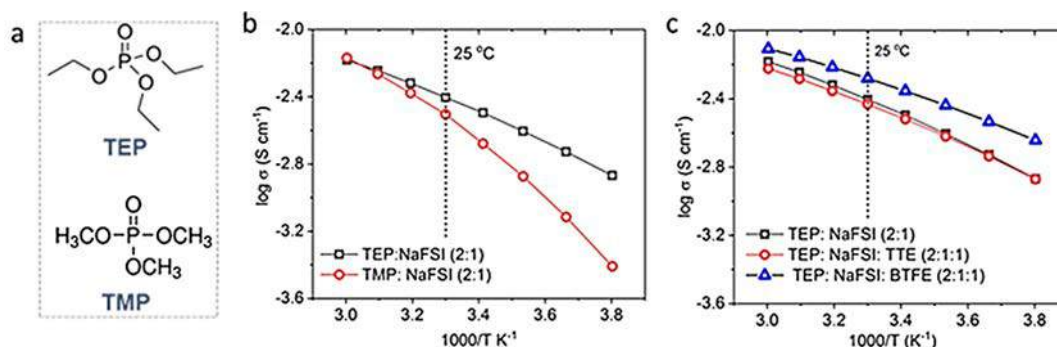 a
O
P
O
O
O
TEP
O
H₃CO-P-OCH₃
OCH₃
TMP
b
25 ºC
log σ (S cm⁻¹)
-2.0
-2.4
-2.8
-3.2
-3.6
TEP:NaFSI (2:1)
TMP: NaFSI (2:1)
3.0 3.2 3.4 3.6 3.8
1000/T K⁻¹
c
25 ºC
log σ (S cm⁻¹)
-2.0
-2.4
-2.8
-3.2
-3.6
TEP: NaFSI (2:1)
TEP: NaFSI: TTE (2:1:1)
TEP: NaFSI: BTFE (2:1:1)
3.0 3.2 3.4 3.6 3.8
1000/T (K⁻¹)